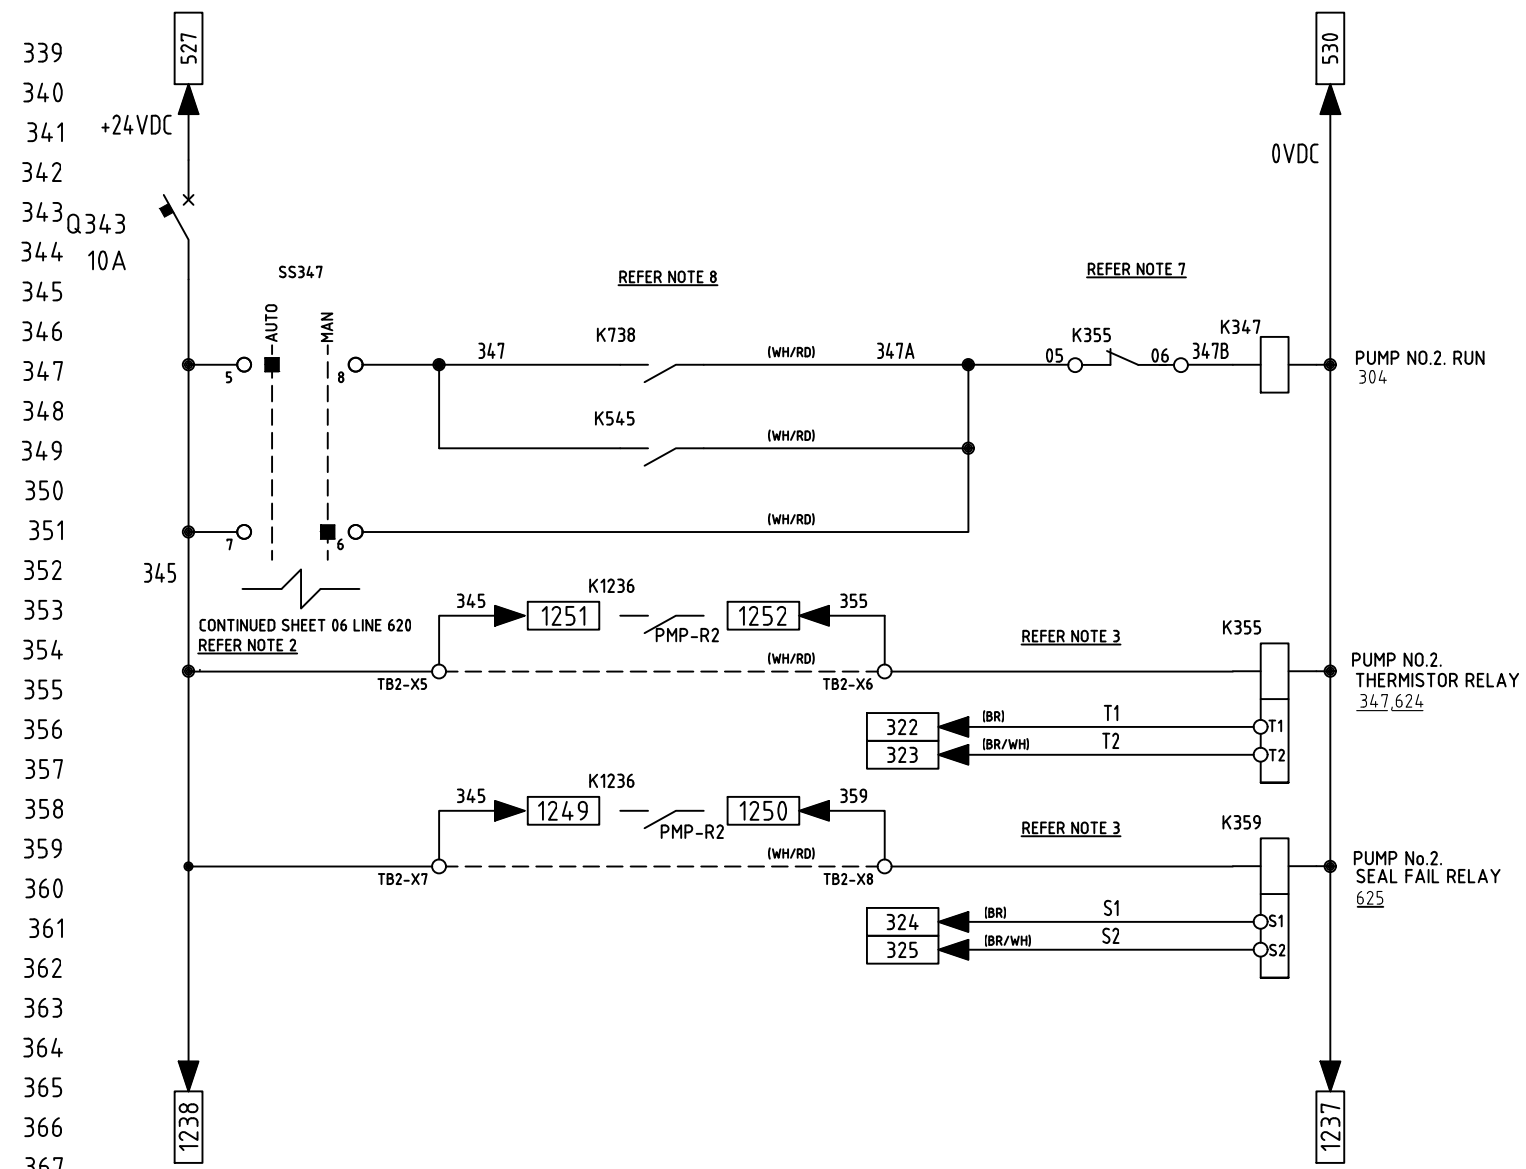 527
530
339
340
341
+24VDC
0VDC
342
343
Q343
344
10A
SS347
REFER NOTE 8
REFER NOTE 7
345
AUTO
MAN
346
K738
K355
K347
347
(WH/RD)
347A
05
06
347B
PUMP NO.2. RUN
304
347
5
8
348
K545
349
(WH/RD)
350
351
(WH/RD)
7
6
352
345
353
345
K1236
1251
1252
355
PMP-R2
CONTINUED SHEET 06 LINE 620
REFER NOTE 2
REFER NOTE 3
K355
354
(WH/RD)
PUMP NO.2.
THERMISTOR RELAY
347,624
355
TB2-X5
TB2-X6
356
322
(BR)
T1
T1
323
(BR/WH)
T2
T2
357
K1236
358
345
1249
1250
359
PMP-R2
REFER NOTE 3
K359
359
(WH/RD)
PUMP No.2.
SEAL FAIL RELAY
625
360
TB2-X7
TB2-X8
361
324
(BR)
S1
S1
325
(BR/WH)
S2
S2
362
363
364
365
366
1238
1237
367